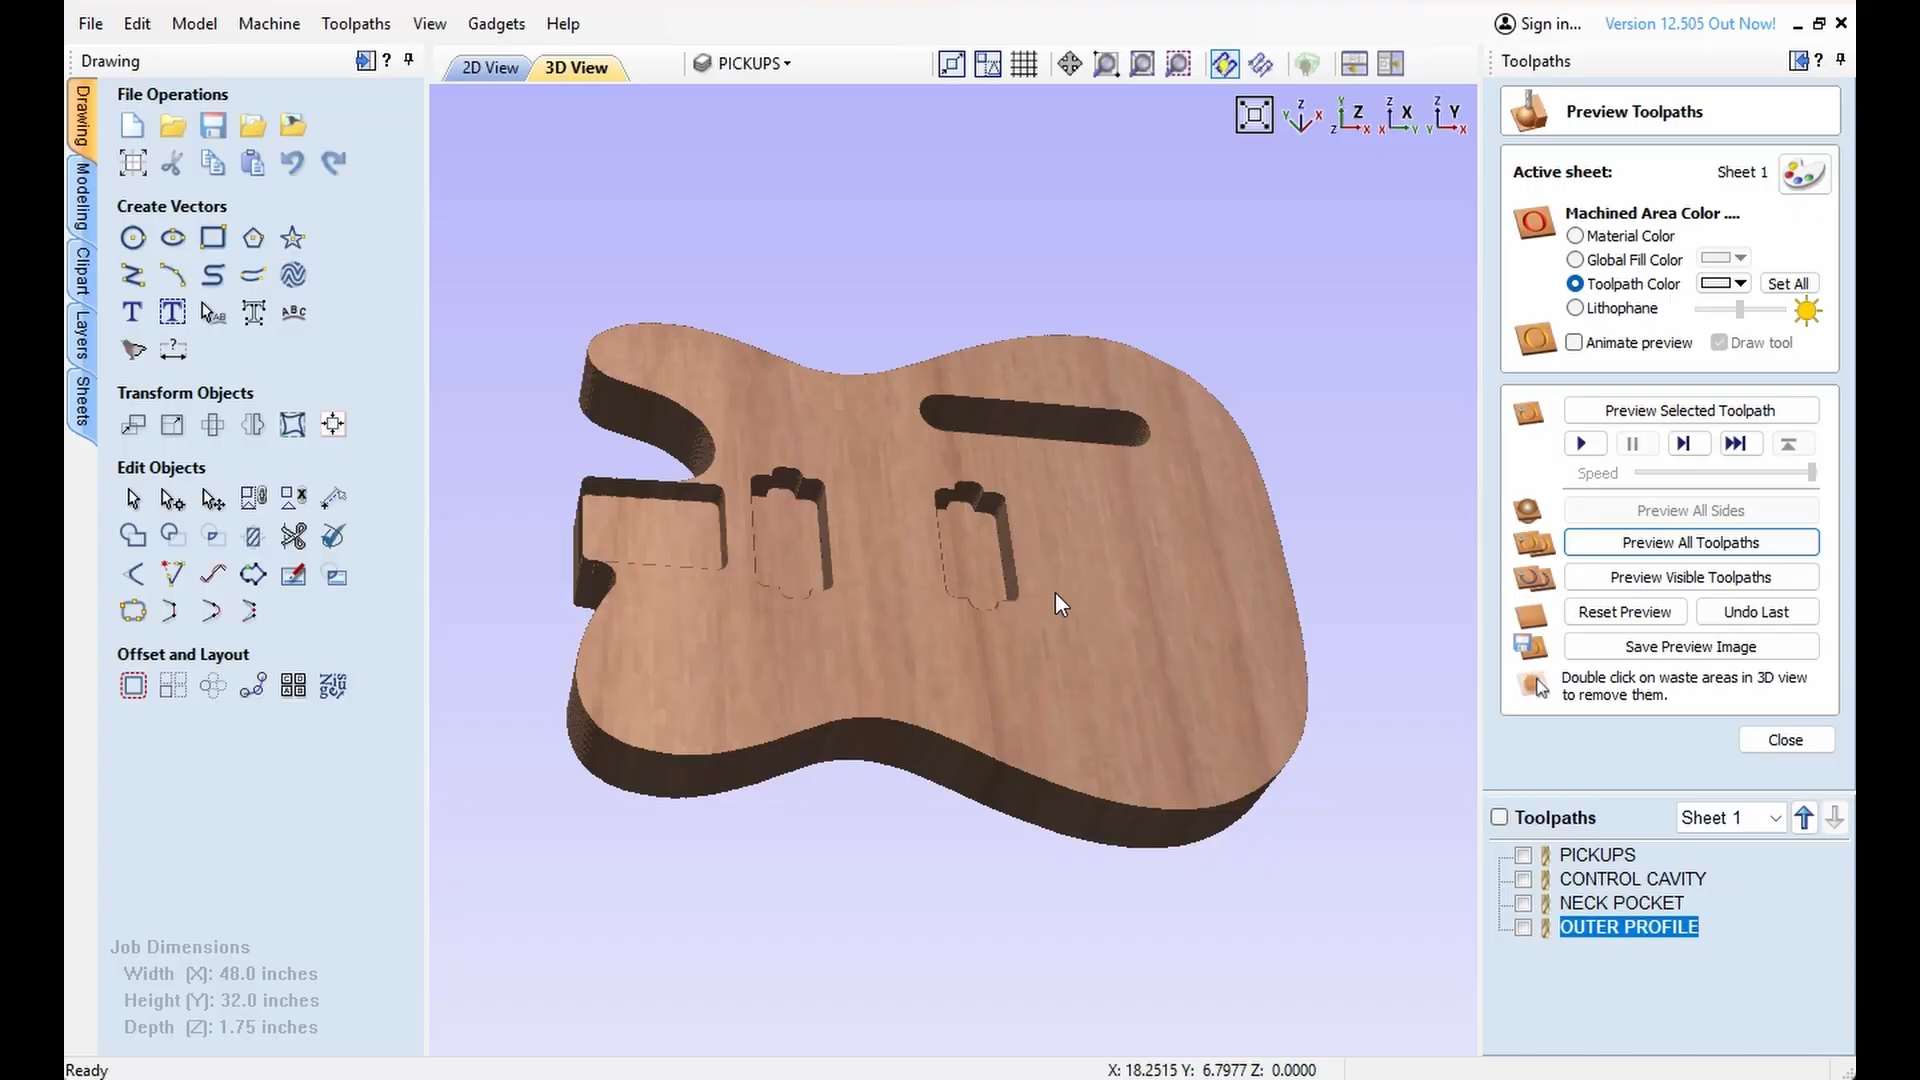 File Edit Model Machine Toolpaths View Gadgets Help
Sign in... Version 12.505 Out Now!
Drawing
Drawing
Modeling
Clipart
Layers
Sheets
File Operations
Create Vectors
Transform Objects
Edit Objects
Offset and Layout
Job Dimensions
Width (X): 48.0 inches
Height (Y): 32.0 inches
Depth (Z): 1.75 inches
Ready
2D View 3D View PICKUPS
X: 18.2515 Y: 6.7977 Z: 0.0000
Toolpaths
Preview Toolpaths
Active sheet: Sheet 1
Machined Area Color ....
Material Color
Global Fill Color
Toolpath Color Set All
Lithophane
Animate preview Draw tool
Preview Selected Toolpath
Speed
Preview All Sides
Preview All Toolpaths
Preview Visible Toolpaths
Reset Preview Undo Last
Save Preview Image
Double click on waste areas in 3D view
to remove them.
Close
Toolpaths Sheet 1
PICKUPS
CONTROL CAVITY
NECK POCKET
OUTER PROFILE